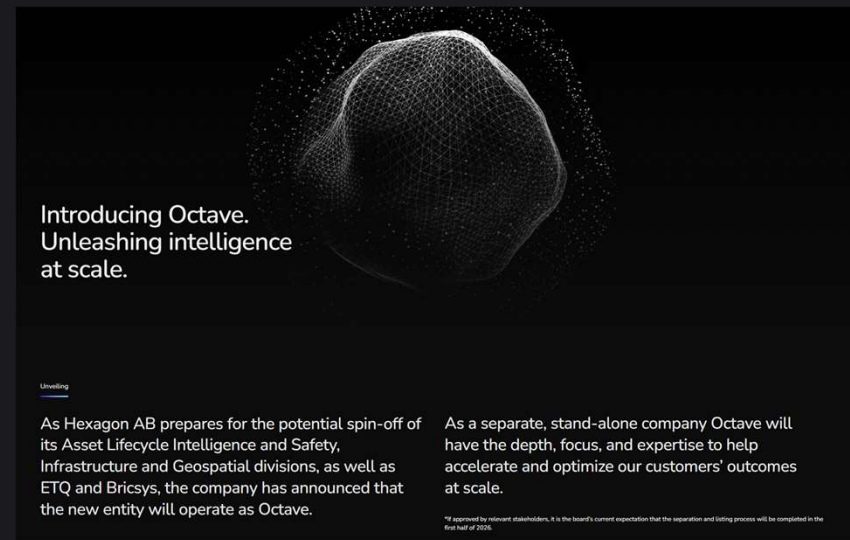 Introducing Octave.
Unleashing intelligence
at scale.
Unveiling
As Hexagon AB prepares for the potential spin-off of
its Asset Lifecycle Intelligence and Safety,
Infrastructure and Geospatial divisions, as well as
ETQ and Bricsys, the company has announced that
the new entity will operate as Octave.
As a separate, stand-alone company Octave will
have the depth, focus, and expertise to help
accelerate and optimize our customers’ outcomes
at scale.
*If approved by relevant stakeholders, it is the board's current expectation that the separation and listing process will be completed in the
first half of 2026.